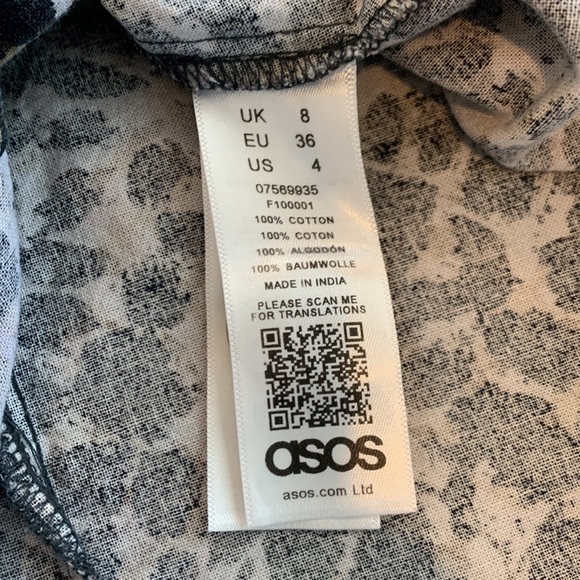 UK 8
EU 36
US 4
07569935
F100001
100% COTTON
100% COTON
100% ALGODÓN
100% BAUMWOLLE
MADE IN INDIA
PLEASE SCAN ME
FOR TRANSLATIONS
asos
asos.com Ltd